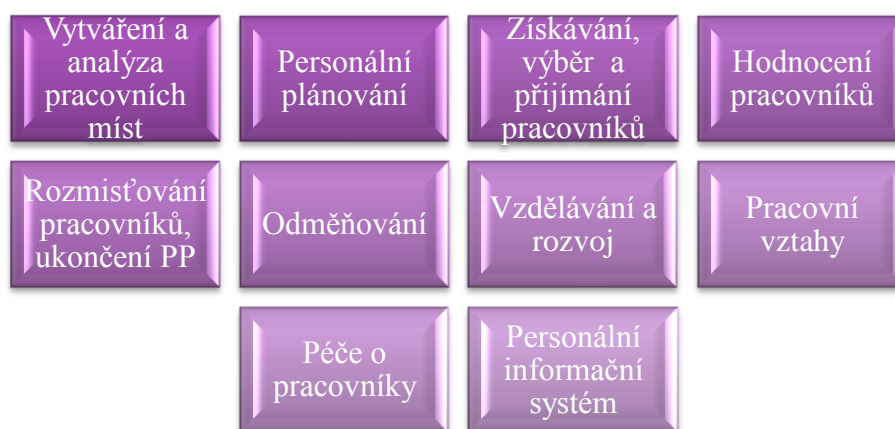 Vytváření a
analýza
pracovních
míst
Personální
plánování
Získávání,
výběr a
přijímání
pracovníků
Hodnocení
pracovníků
Rozmisťování
pracovníků,
ukončení PP
Odměňování
Vzdělávání a
rozvoj
Pracovní
vztahy
Péče o
pracovníky
Personální
informační
systém